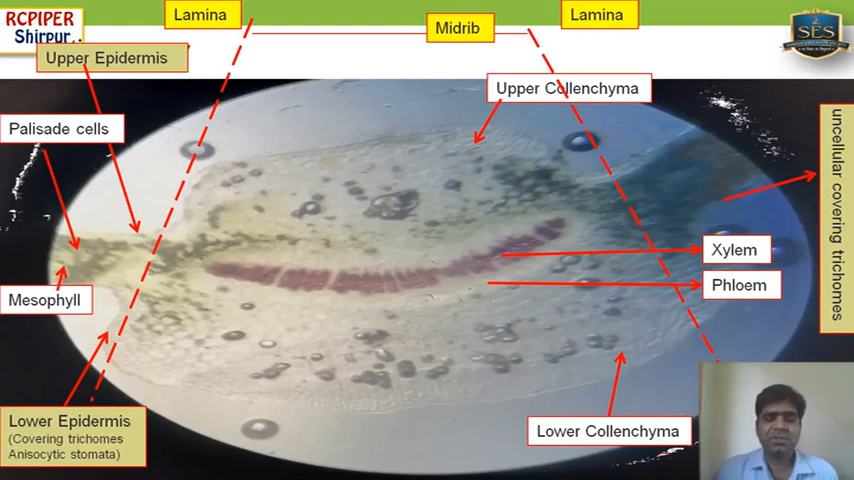 RCPIPER
Shirpur
Lamina
Midrib
Lamina
SES
Upper Epidermis
Upper Collenchyma
Palisade cells
uncellular covering trichomes
Xylem
Phloem
Mesophyll
Lower Epidermis
(Covering trichomes
Anisocytic stomata)
Lower Collenchyma